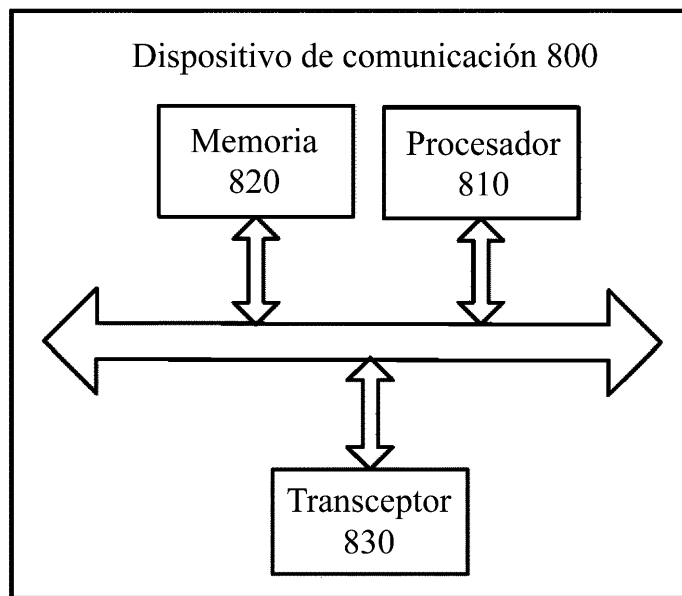 Dispositivo de comunicación 800
Memoria
820
Procesador
810
Transceptor
830